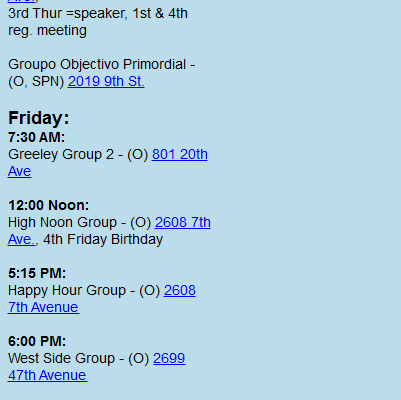 Ave.,
3rd Thur =speaker, 1st & 4th
reg. meeting
Groupo Objectivo Primordial -
(O, SPN) 2019 9th St.
Friday:
7:30 AM:
Greeley Group 2 - (O) 801 20th
Ave
12:00 Noon:
High Noon Group - (O) 2608 7th
Ave., 4th Friday Birthday
5:15 PM:
Happy Hour Group - (O) 2608
7th Avenue
6:00 PM:
West Side Group - (O) 2699
47th Avenue